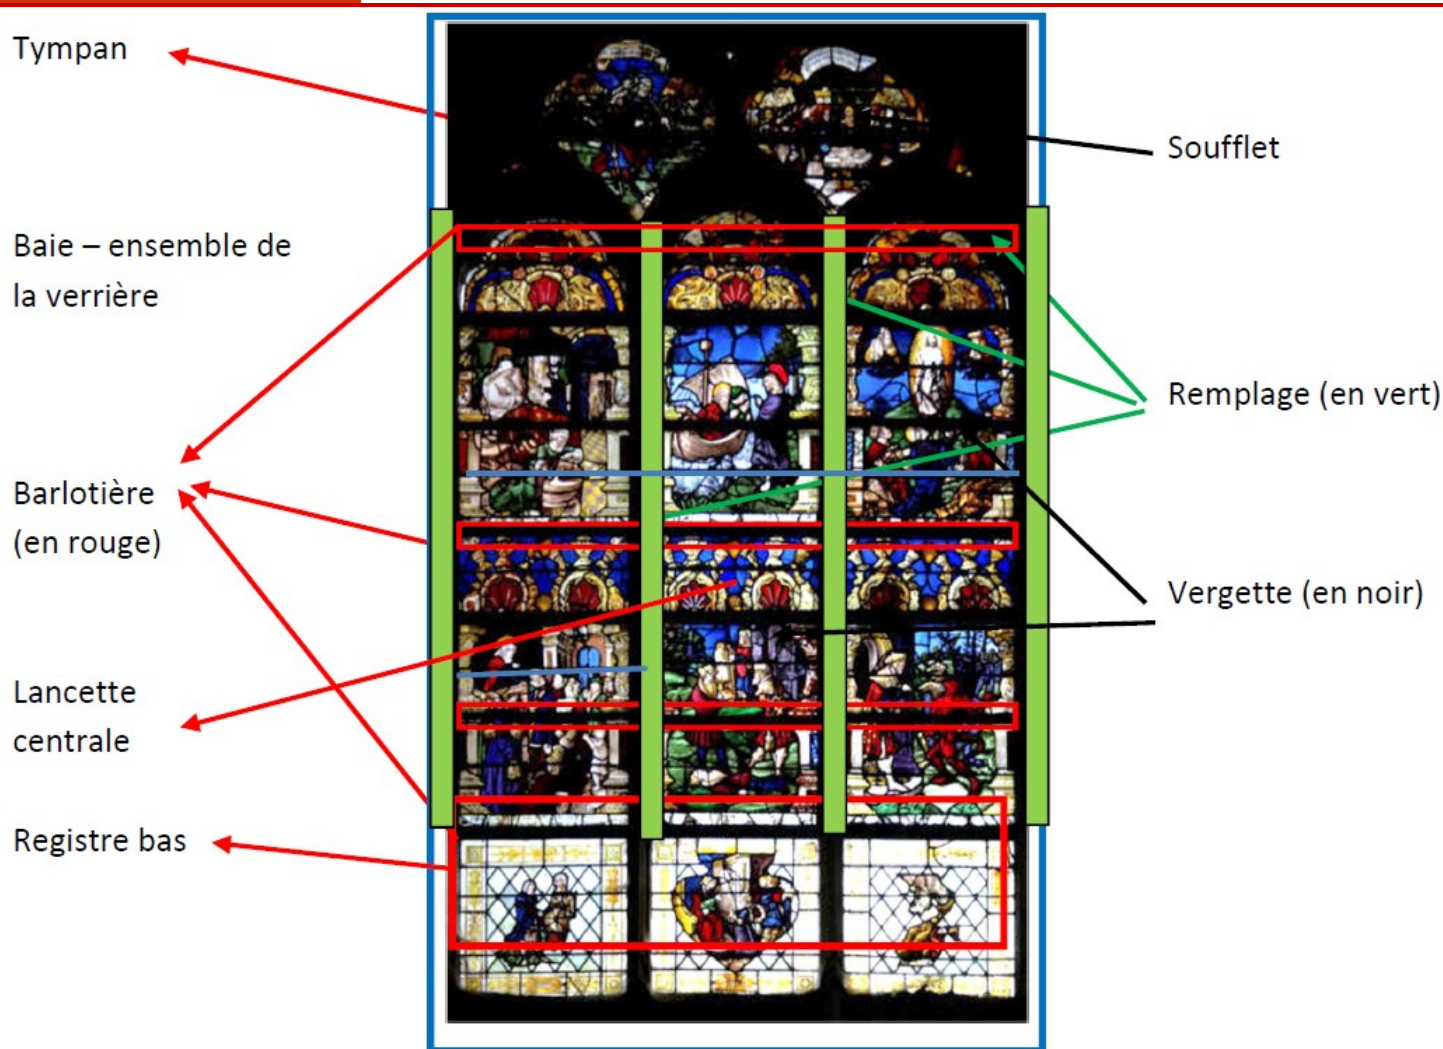 Tympan
Soufflet
Baie – ensemble de
la verrière
Remplage (en vert)
Barlotière
(en rouge)
Vergette (en noir)
Lancette
centrale
Registre bas